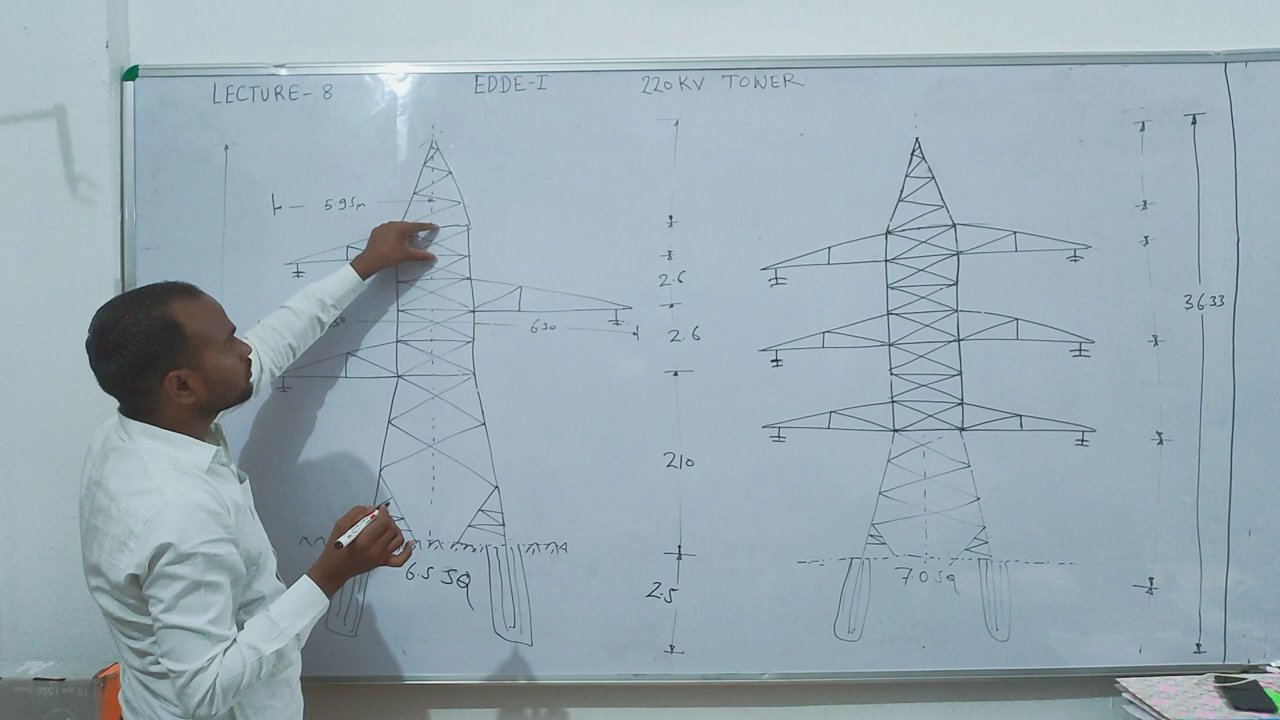 LECTURE-8 EDDE-I 220KV TOWER
5.95m
2.6
6.30
2.6
36.33
210
2.5
6.5 SQ
7.0 SQ